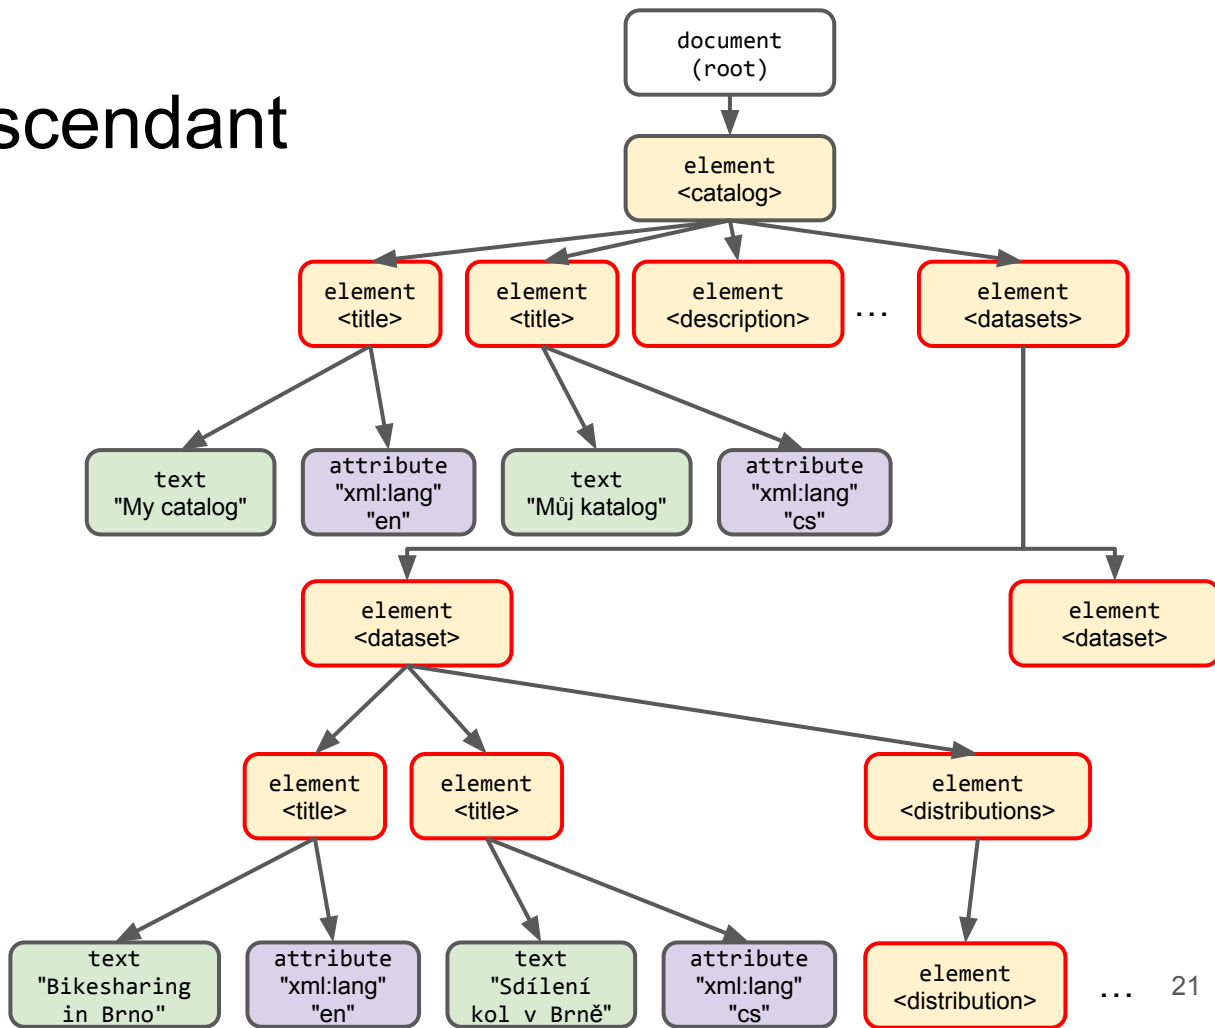 scendant
document
(root)
element
<catalog>
element
<title>
element
<title>
element
<description>
...
element
<datasets>
text
"My catalog"
attribute
"xml:lang"
"en"
text
"Můj katalog"
attribute
"xml:lang"
"cs"
element
<dataset>
element
<dataset>
element
<title>
element
<title>
element
<distributions>
text
"Bikesharing
in Brno"
attribute
"xml:lang"
"en"
text
"Sdílení
kol v Brně"
attribute
"xml:lang"
"cs"
element
<distribution>
...
21